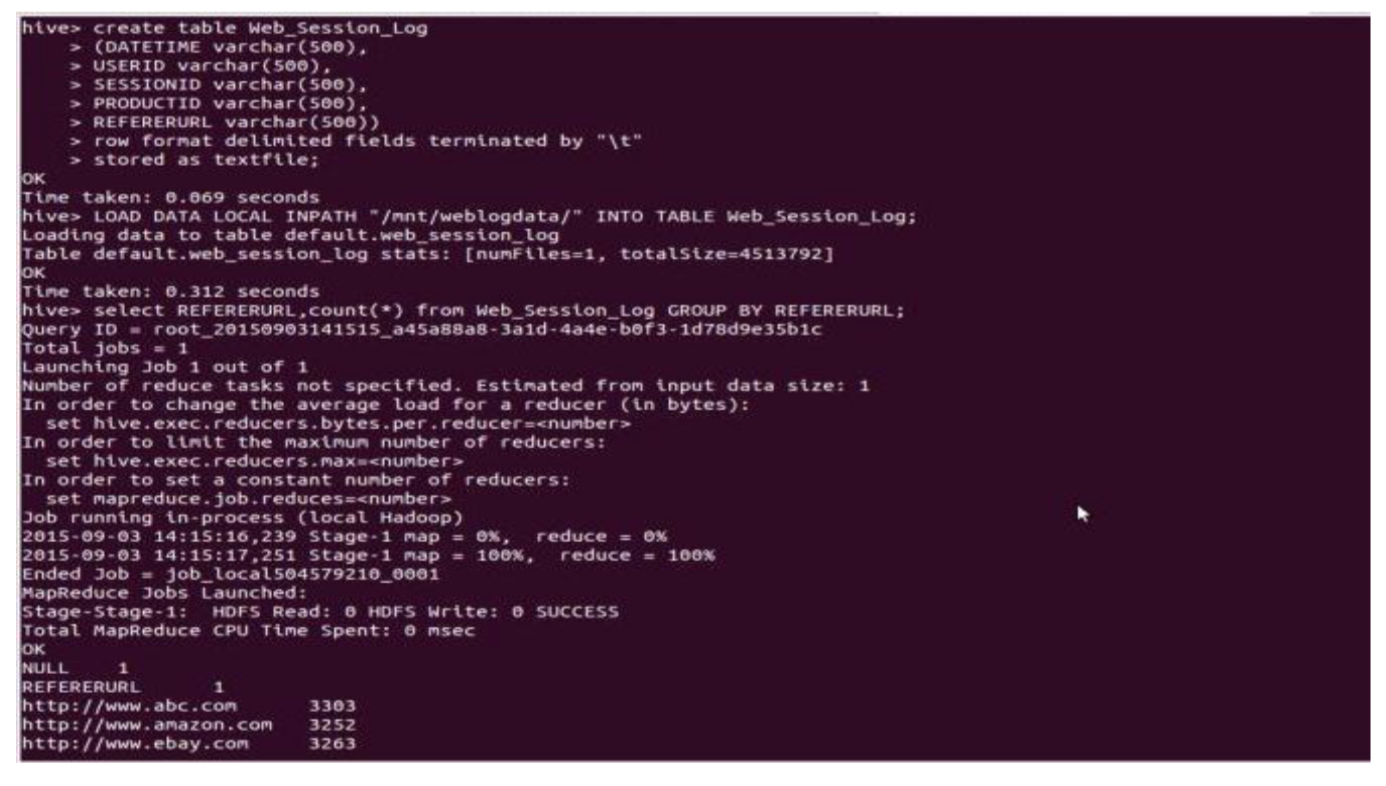 hive> create table Web_Session_Log
    > (DATETIME varchar(500),
    > USERID varchar(500),
    > SESSIONID varchar(500),
    > PRODUCTID varchar(500),
    > REFERERURL varchar(500))
    > row format delimited fields terminated by "\t"
    > stored as textfile;
OK
Time taken: 0.069 seconds
hive> LOAD DATA LOCAL INPATH "/mnt/weblogdata/" INTO TABLE Web_Session_Log;
Loading data to table default.web_session_log
Table default.web_session_log stats: [numFiles=1, totalSize=4513792]
OK
Time taken: 0.312 seconds
hive> select REFERERURL,count(*) from Web_Session_Log GROUP BY REFERERURL;
Query ID = root_20150903141515_a45a88a8-3a1d-4a4e-b0f3-1d78d9e35b1c
Total jobs = 1
Launching Job 1 out of 1
Number of reduce tasks not specified. Estimated from input data size: 1
In order to change the average load for a reducer (in bytes):
  set hive.exec.reducers.bytes.per.reducer=<number>
In order to limit the maximum number of reducers:
  set hive.exec.reducers.max=<number>
In order to set a constant number of reducers:
  set mapreduce.job.reduces=<number>
Job running in-process (local Hadoop)
2015-09-03 14:15:16,239 Stage-1 map = 0%,  reduce = 0%
2015-09-03 14:15:17,251 Stage-1 map = 100%,  reduce = 100%
Ended Job = job_local504579210_0001
MapReduce Jobs Launched:
Stage-Stage-1:  HDFS Read: 0 HDFS Write: 0 SUCCESS
Total MapReduce CPU Time Spent: 0 msec
OK
NULL    1
REFERERURL      1
http://www.abc.com      3303
http://www.amazon.com   3252
http://www.ebay.com     3263